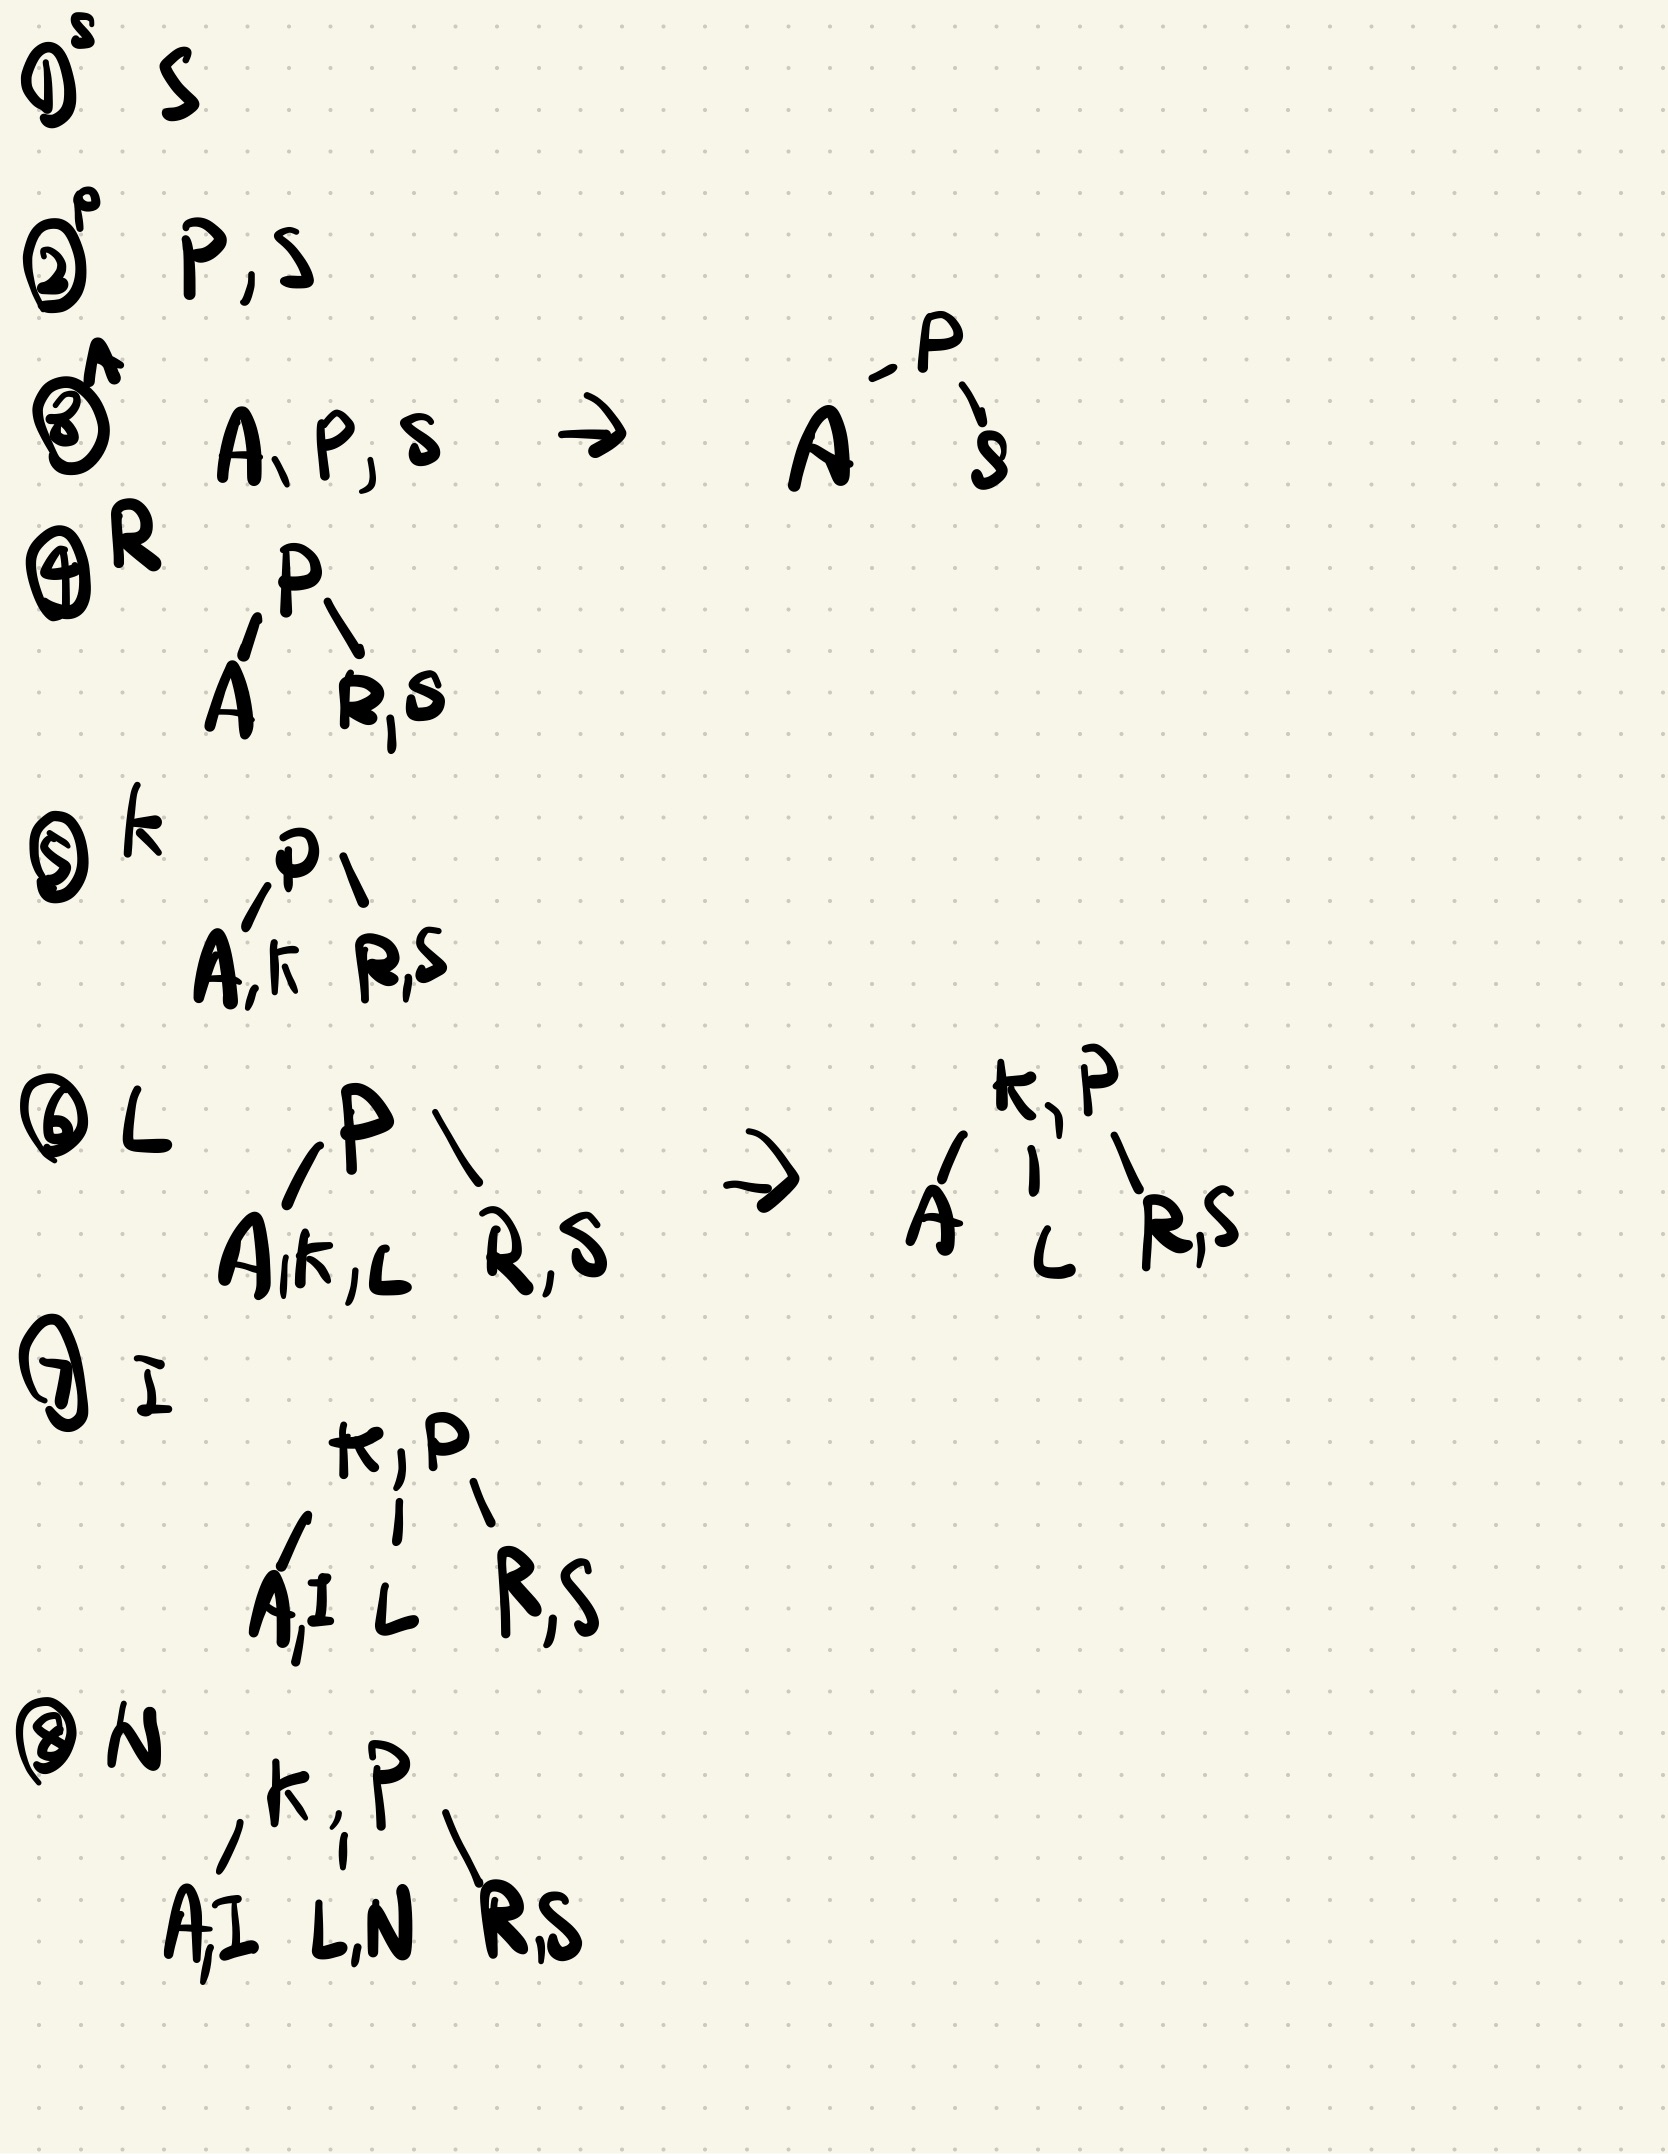 ① S S
② P P, S
③ A A, P, S → P
A S
④ R P
A R, S
⑤ K P
A, K R, S
⑥ L P → K, P
A, K, L R, S A L R, S
⑦ I
K, P
A, I L R, S
⑧ N K, P
A, I L, N R, S